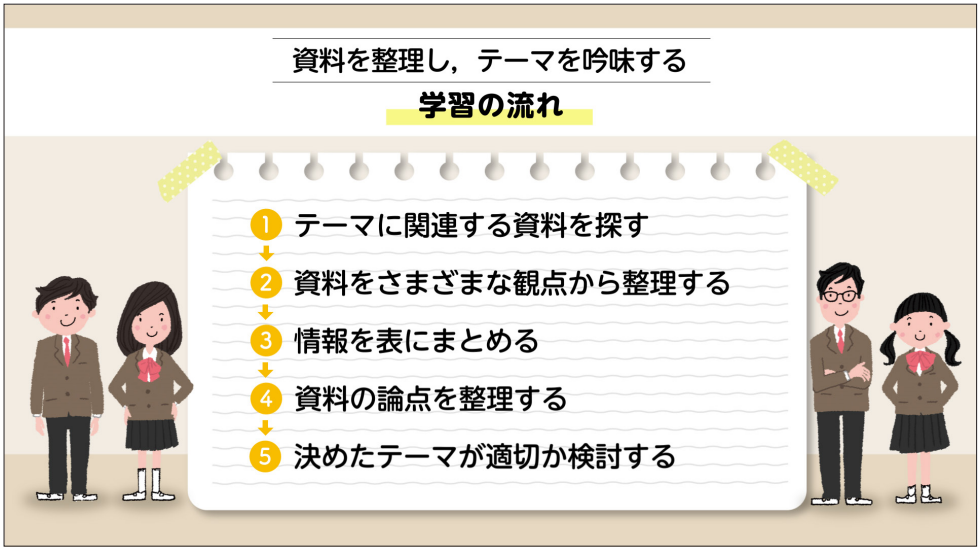 資料を整理し，テーマを吟味する
学習の流れ
1 テーマに関連する資料を探す
2 資料をさまざまな観点から整理する
3 情報を表にまとめる
4 資料の論点を整理する
5 決めたテーマが適切か検討する